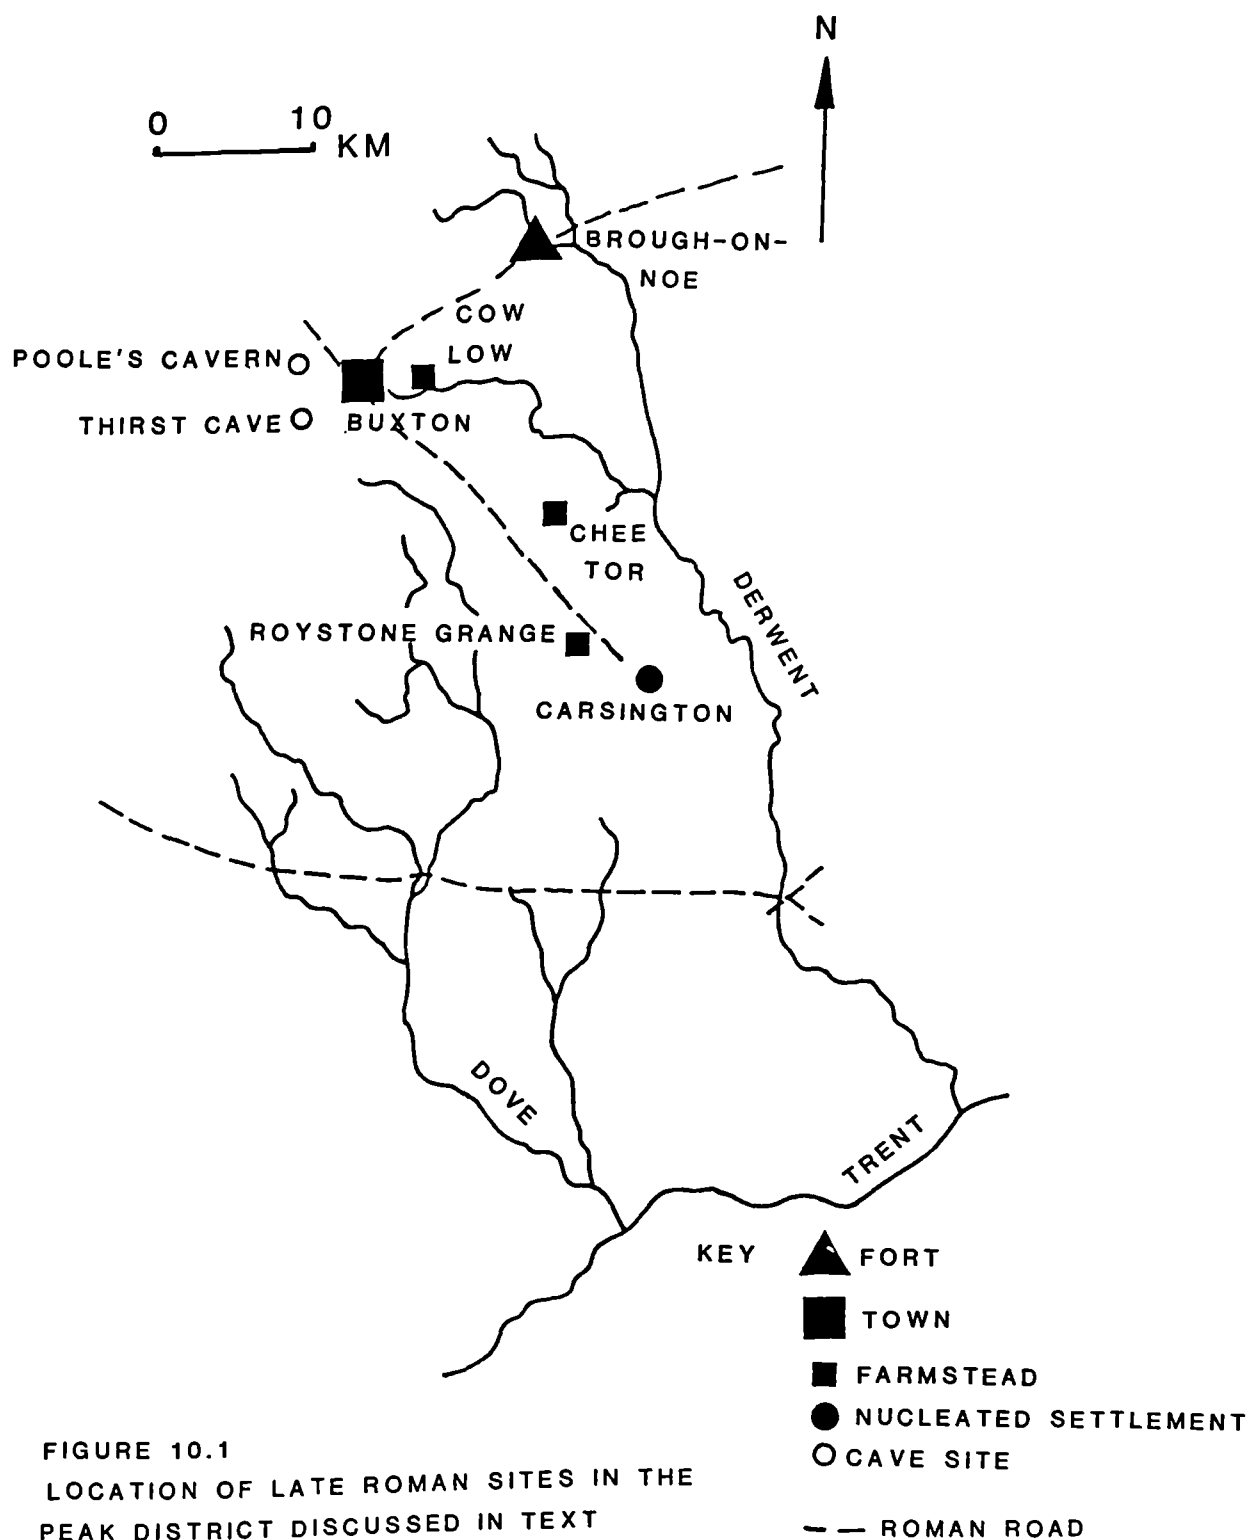 N
0 10
KM
BROUGH-ON-
NOE
COW
LOW
POOLE'S CAVERN
THIRST CAVE
BUXTON
CHEE
TOR
DERWENT
ROYSTONE GRANGE
CARSINGTON
DOVE
TRENT
KEY
FORT
TOWN
FARMSTEAD
NUCLEATED SETTLEMENT
CAVE SITE
ROMAN ROAD
FIGURE 10.1
LOCATION OF LATE ROMAN SITES IN THE
PEAK DISTRICT DISCUSSED IN TEXT